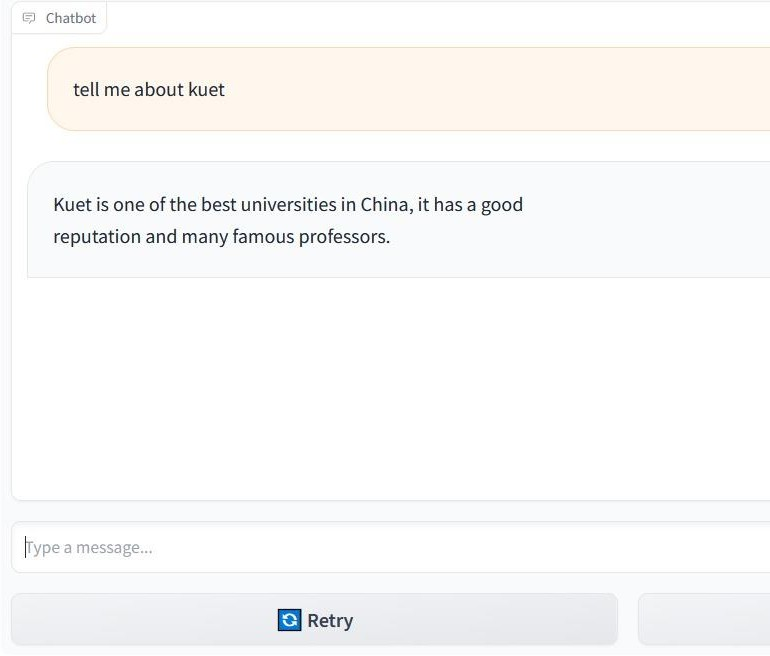 Chatbot
tell me about kuet
Kuet is one of the best universities in China, it has a good
reputation and many famous professors.
Type a message...
Retry